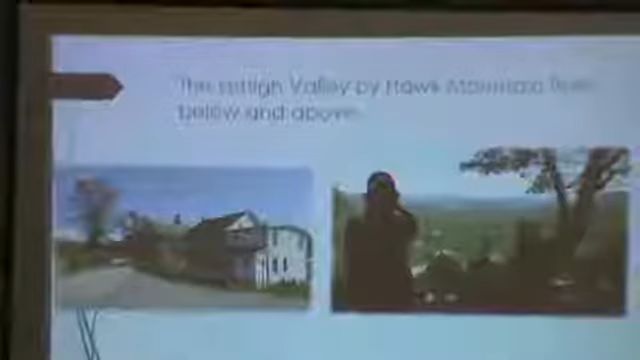 The Lehigh Valley by Hawk Mountain from
below and above.